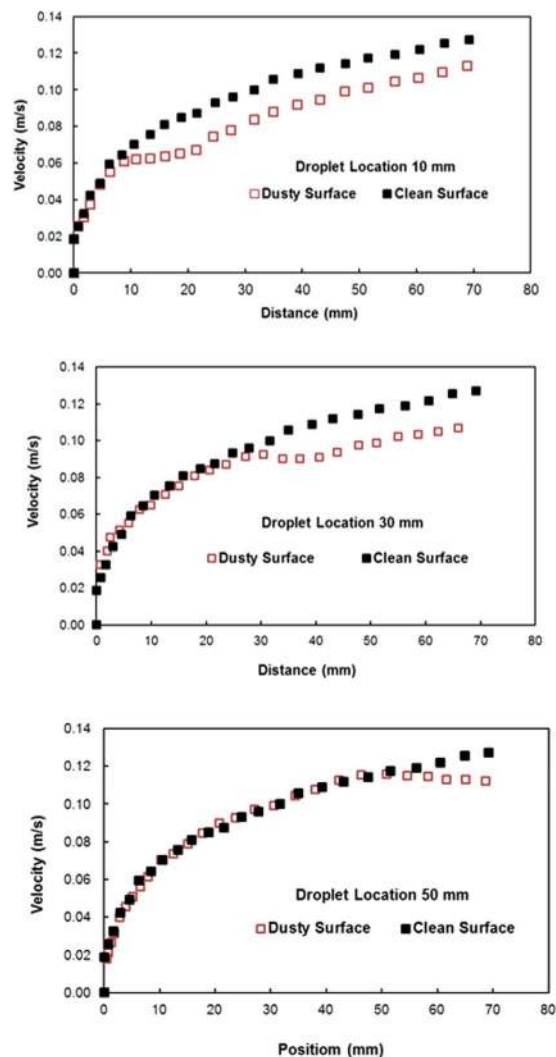 0.14
0.12
0.10
0.08
0.06
0.04
0.02
0.00
Velocity (m/s)
Droplet Location 10 mm
Dusty Surface Clean Surface
0 10 20 30 40 50 60 70 80
Distance (mm)
0.14
0.12
0.10
0.08
0.06
0.04
0.02
0.00
Velocity (m/s)
Droplet Location 30 mm
Dusty Surface Clean Surface
0 10 20 30 40 50 60 70 80
Distance (mm)
0.14
0.12
0.10
0.08
0.06
0.04
0.02
0.00
Velocity (m/s)
Droplet Location 50 mm
Dusty Surface Clean Surface
0 10 20 30 40 50 60 70 80
Positiom (mm)